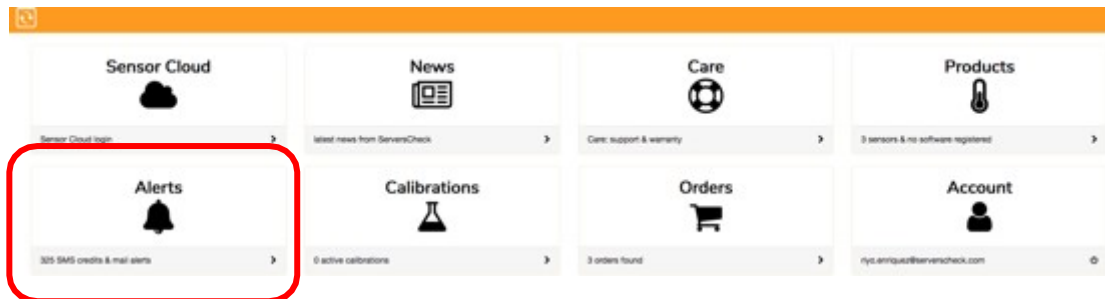 Sensor Cloud
News
Care
Products
Sensor Cloud login
latest news from ServersCheck
Care: support & warranty
3 sensors & no software registered
Alerts
Calibrations
Orders
Account
325 SMS credits & mail alerts
0 active calibrations
3 orders found
nyc.enriquez@serverscheck.com